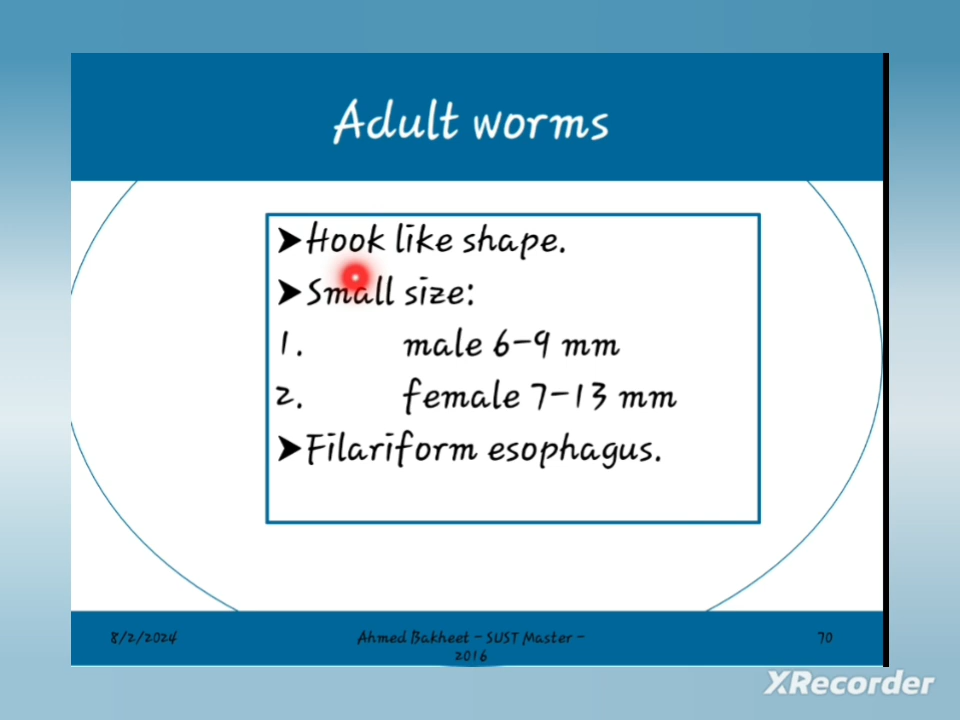 Adult worms
➤Hook like shape.
➤Small size:
1. male 6-9 mm
2. female 7-13 mm
➤Filariform esophagus.
8/2/2024
Ahmed Bakheet - SUST Master -
2016
70
XRecorder